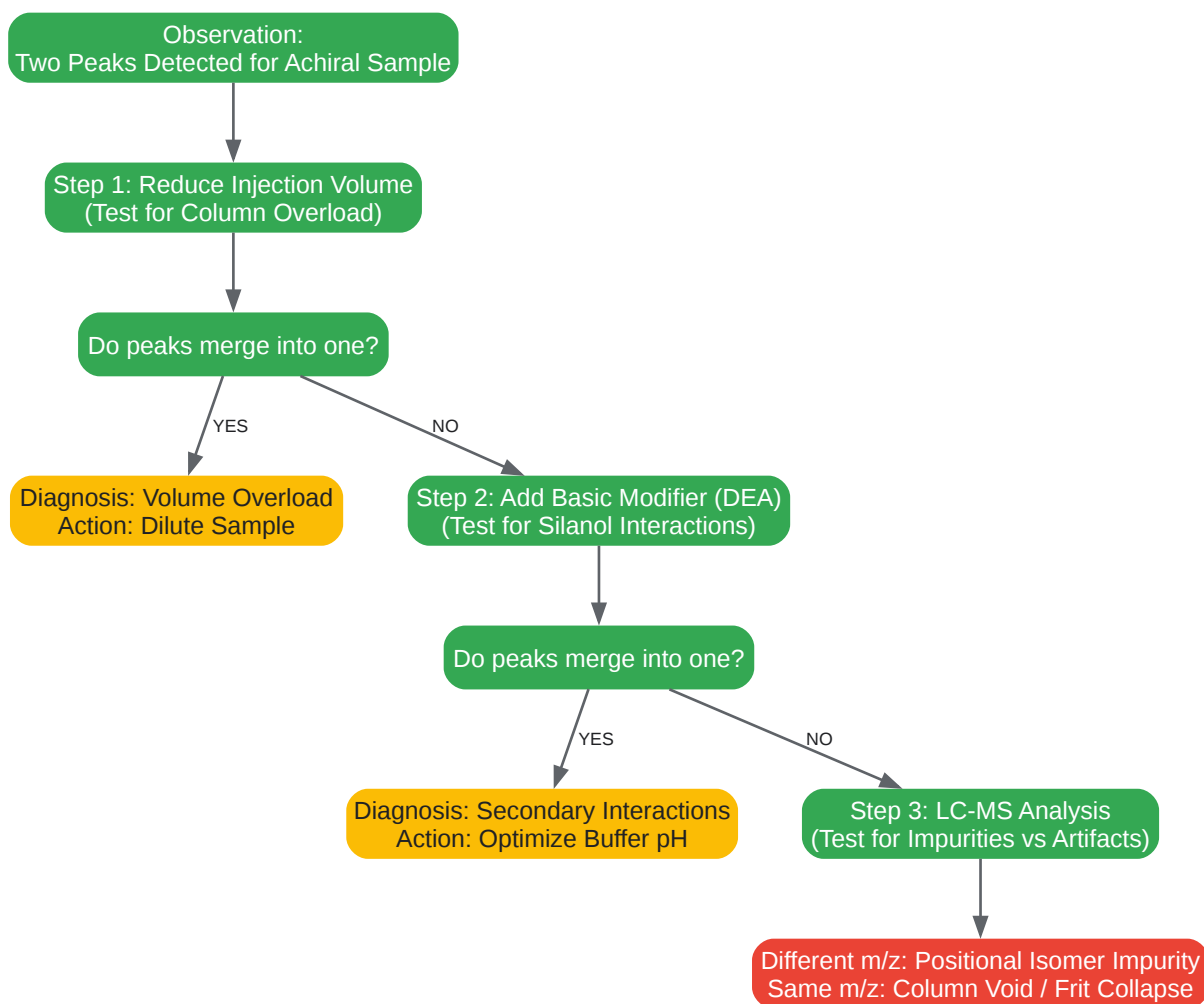 Observation:
Two Peaks Detected for Achiral Sample
Step 1: Reduce Injection Volume
(Test for Column Overload)
Do peaks merge into one?
YES
NO
Diagnosis: Volume Overload
Action: Dilute Sample
Step 2: Add Basic Modifier (DEA)
(Test for Silanol Interactions)
Do peaks merge into one?
YES
NO
Diagnosis: Secondary Interactions
Action: Optimize Buffer pH
Step 3: LC-MS Analysis
(Test for Impurities vs Artifacts)
Different m/z: Positional Isomer Impurity
Same m/z: Column Void / Frit Collapse